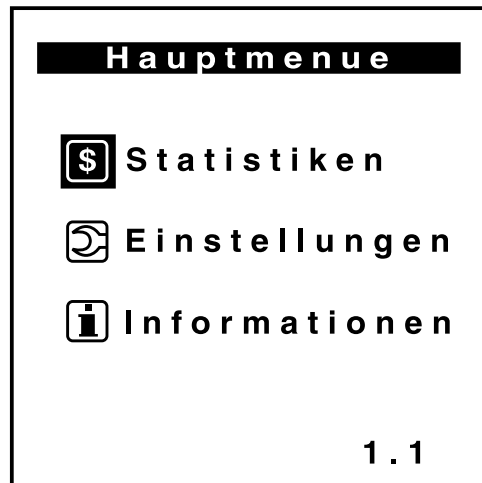 Hauptmenue
$ Statistiken
Einstellungen
i Informationen
1.1